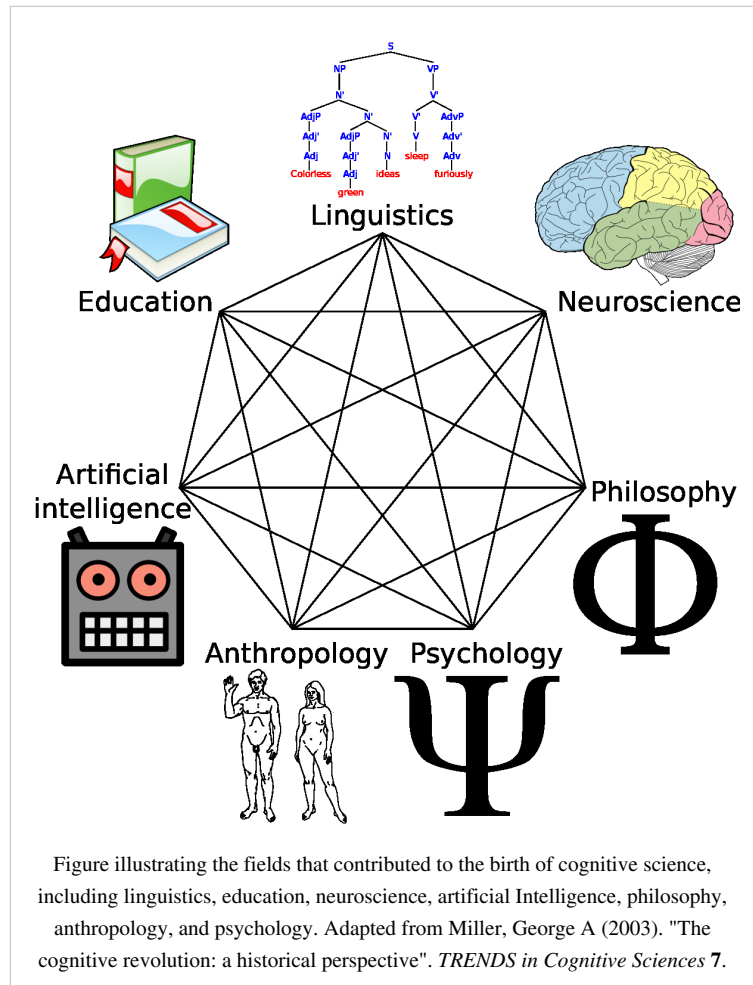 S
NP VP
N' V'
AdjP N' V' AdvP
Adj' AdjP N' V Adv'
Adj Adj' N sleep Adv
Colorless Adj ideas furiously
green
Linguistics
Education
Neuroscience
Artificial
intelligence
Philosophy
Φ
Anthropology
Psychology
Ψ
Figure illustrating the fields that contributed to the birth of cognitive science,
including linguistics, education, neuroscience, artificial Intelligence, philosophy,
anthropology, and psychology. Adapted from Miller, George A (2003). "The
cognitive revolution: a historical perspective". TRENDS in Cognitive Sciences 7.